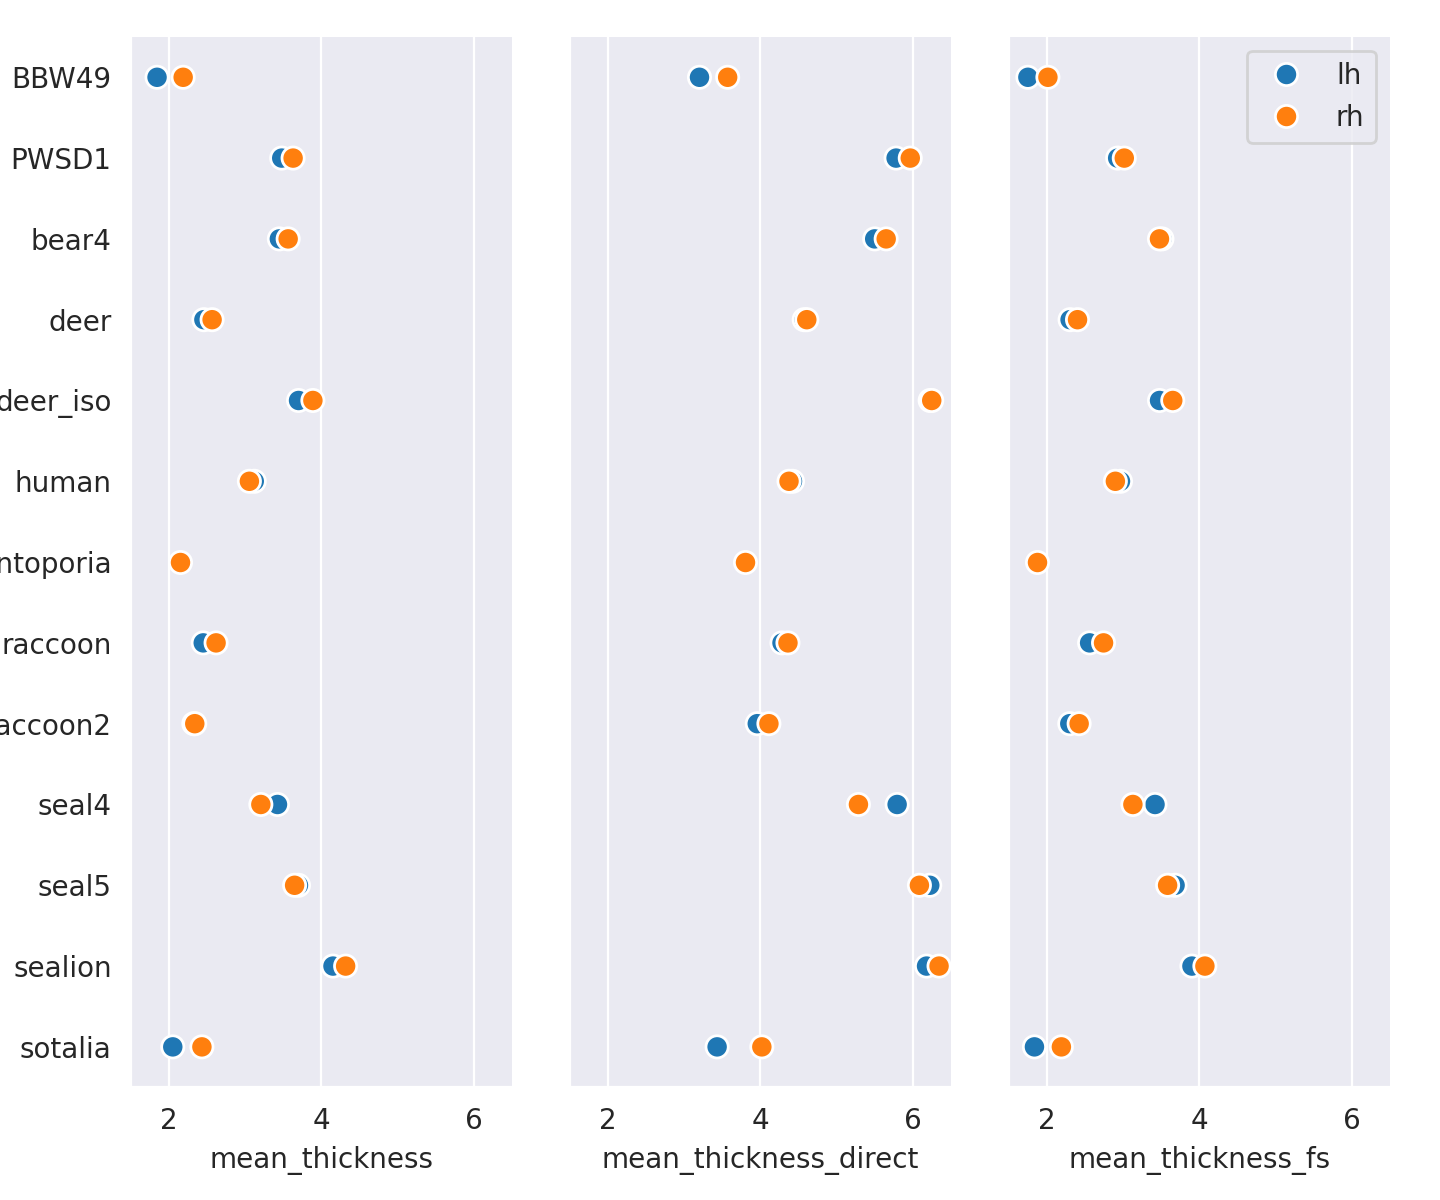 BBW49
PWSD1
bear4
deer
deer_iso
human
ntoporia
raccoon
accoon2
seal4
seal5
sealion
sotalia
lh
rh
2 4 6 2 4 6 2 4 6
mean_thickness mean_thickness_direct mean_thickness_fs